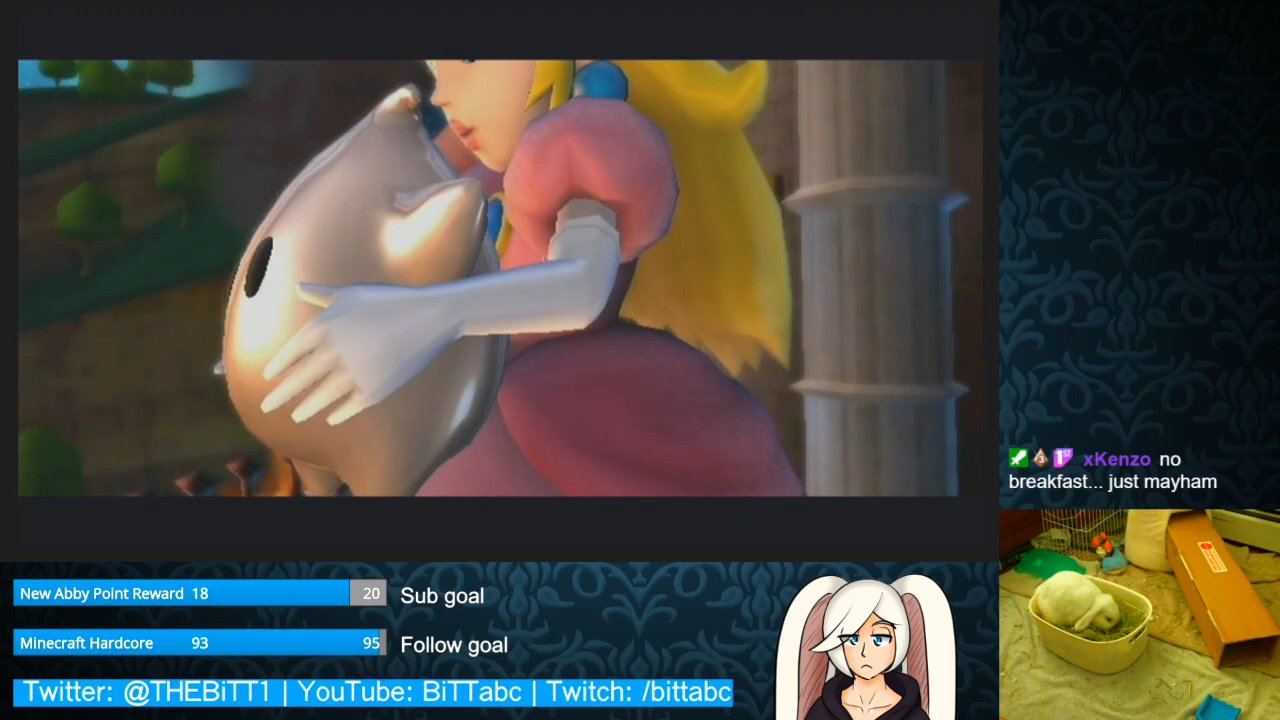 xKenzo no
breakfast... just mayham
New Abby Point Reward 18 20 Sub goal
Minecraft Hardcore 93 95 Follow goal
Twitter: @THEBiTT1 | YouTube: BiTTabc | Twitch: /bittabc